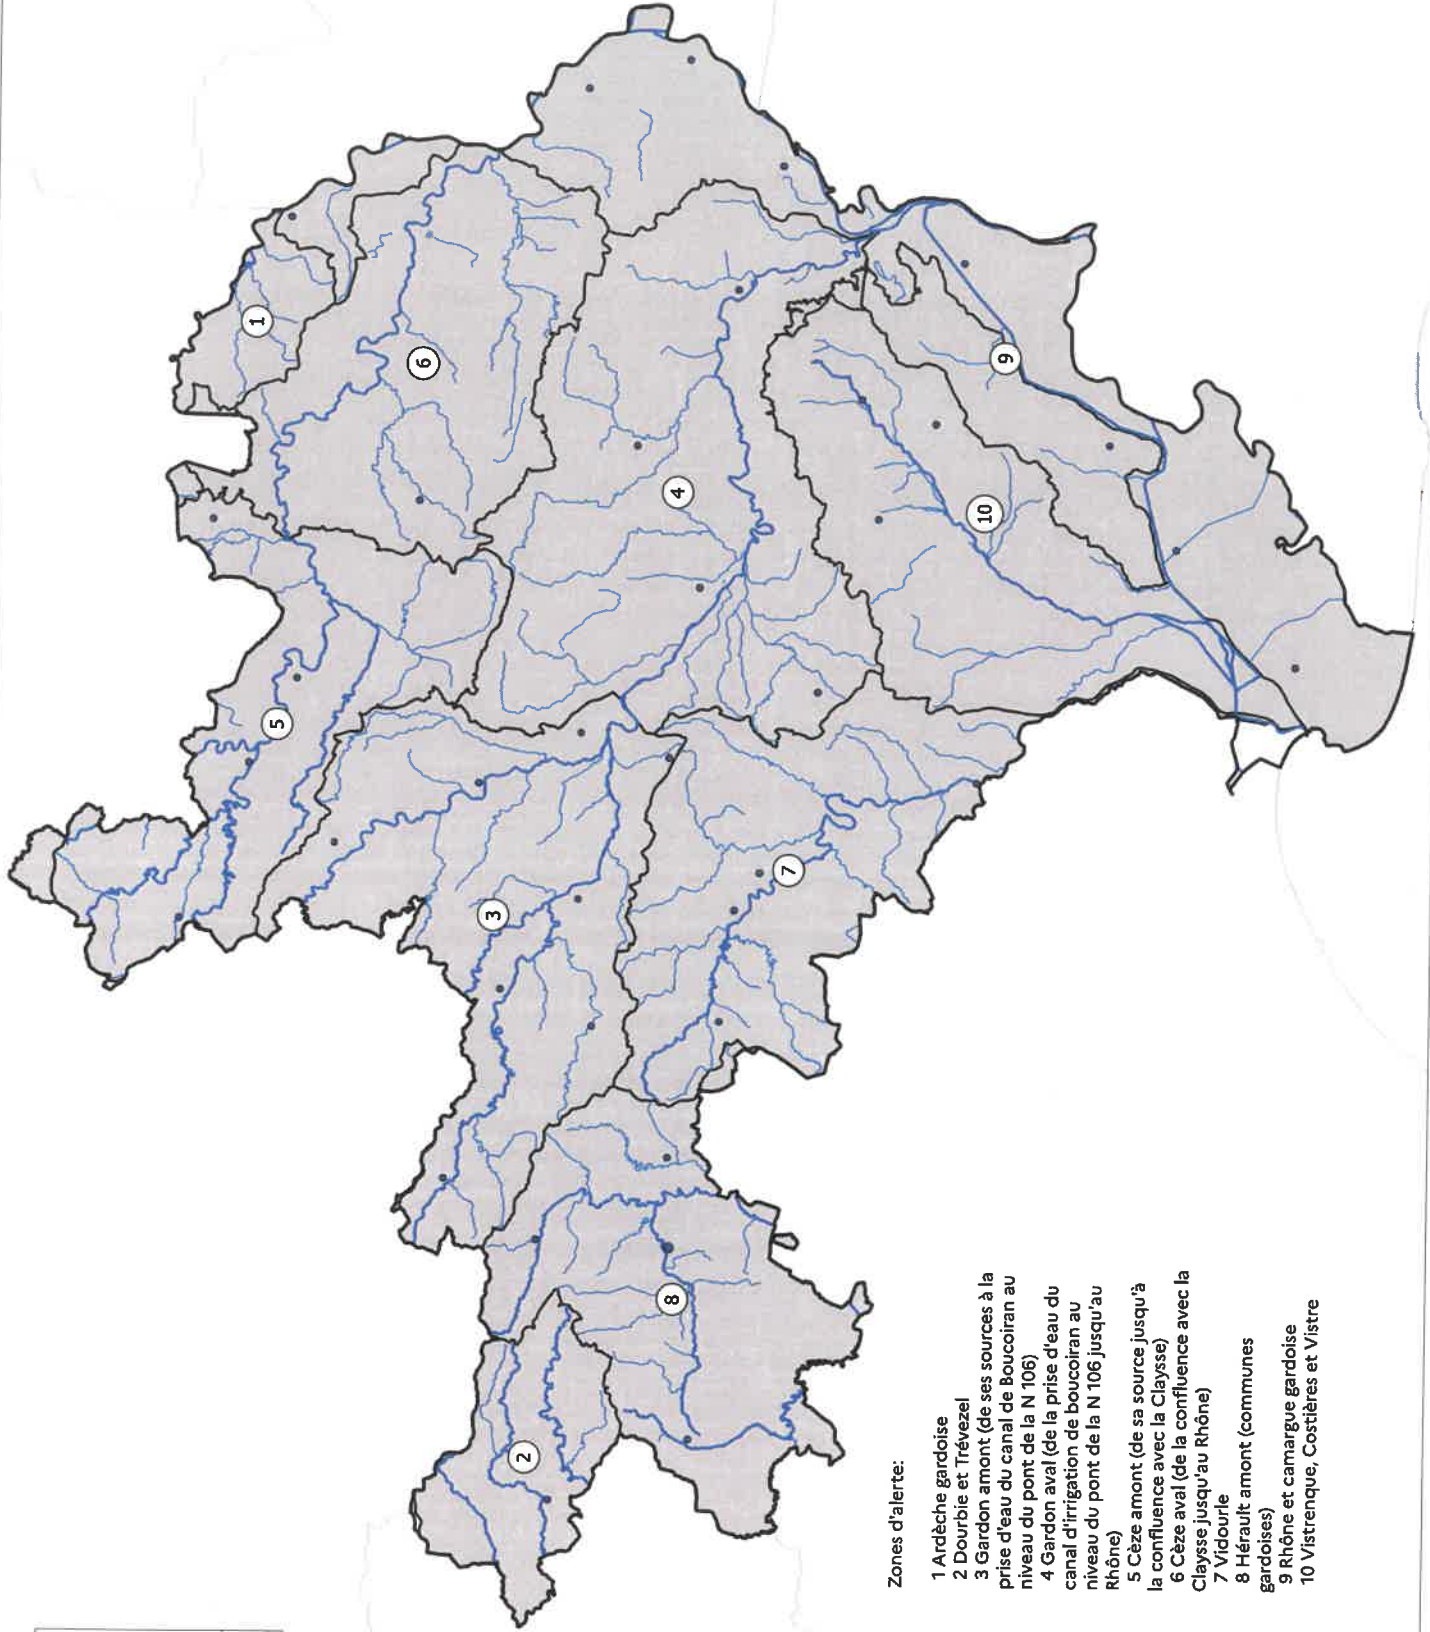 Zones d'alerte:
1 Ardèche gardoise
2 Dourbie et Trévezel
3 Gardon amont (de ses sources à la
prise d'eau du canal de Boucoiran au
niveau du pont de la N 106)
4 Gardon aval (de la prise d'eau du
canal d'irrigation de boucoiran au
niveau du pont de la N 106 jusqu'au
Rhône)
5 Cèze amont (de sa source jusqu'à
la confluence avec la Claysse)
6 Cèze aval (de la confluence avec la
Claysse jusqu'au Rhône)
7 Vidourle
8 Hérault amont (communes
gardoises)
9 Rhône et camargue gardoise
10 Vistrenque, Costières et Vistre
2
8
3
7
5
10
4
6
9
1